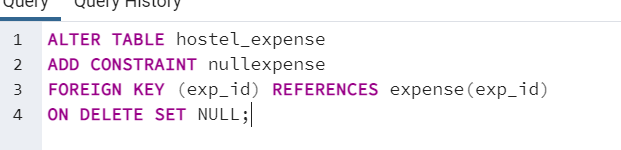 Query Query History
1 ALTER TABLE hostel_expense
2 ADD CONSTRAINT nullexpense
3 FOREIGN KEY (exp_id) REFERENCES expense(exp_id)
4 ON DELETE SET NULL;